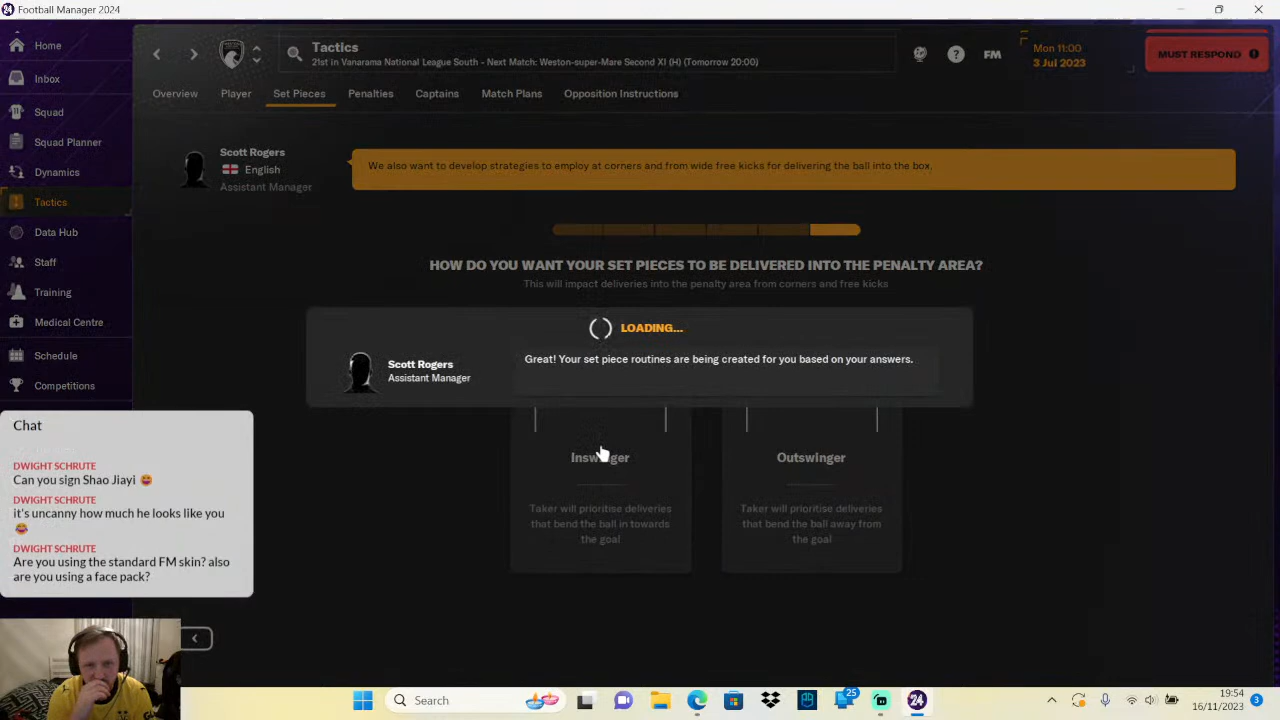 Football Manager 2024
Home
Inbox
Squad
Squad Planner
Dynamics
Tactics
Data Hub
Staff
Training
Medical Centre
Schedule
Competitions
Tactics
21st in Vanarama National League South - Next Match: Weston-super-Mare Second XI (H) (Tomorrow 20:00)
FM
Mon 11:00
3 Jul 2023
MUST RESPOND
Overview
Player
Set Pieces
Penalties
Captains
Match Plans
Opposition Instructions
Scott Rogers
English
Assistant Manager
We also want to develop strategies to employ at corners and from wide free kicks for delivering the ball into the box.
HOW DO YOU WANT YOUR SET PIECES TO BE DELIVERED INTO THE PENALTY AREA?
This will impact deliveries into the penalty area from corners and free kicks
LOADING...
Scott Rogers
Assistant Manager
Great! Your set piece routines are being created for you based on your answers.
Inswinger
Taker will prioritise deliveries
that bend the ball in towards
the goal
Outswinger
Taker will prioritise deliveries
that bend the ball away from
the goal
Chat
DWIGHT SCHRUTE
Can you sign Shao Jiayi 😆
DWIGHT SCHRUTE
it's uncanny how much he looks like you
😂
DWIGHT SCHRUTE
Are you using the standard FM skin? also
are you using a face pack?
Search
25
24
19:54
16/11/2023
3